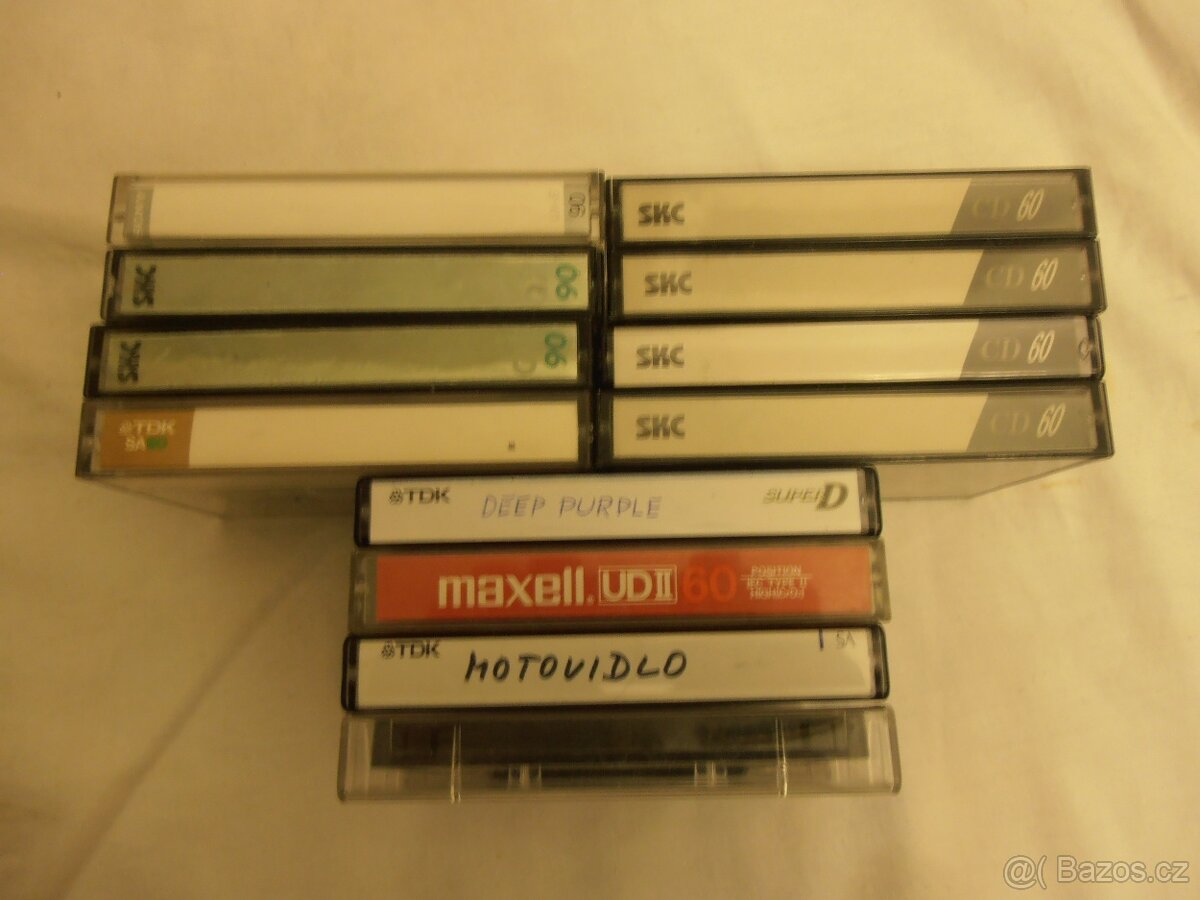 90
SKC 90
SKC 90
TDK
SA
SKC CD 60
SKC CD 60
SKC CD 60
SKC CD 60
TDK DEEP PURPLE SUPER D
maxell. UDII 60 POSITION
IEC TYPE II
HIGH
TDK MOTOVIDLO SA
@( Bazos.cz